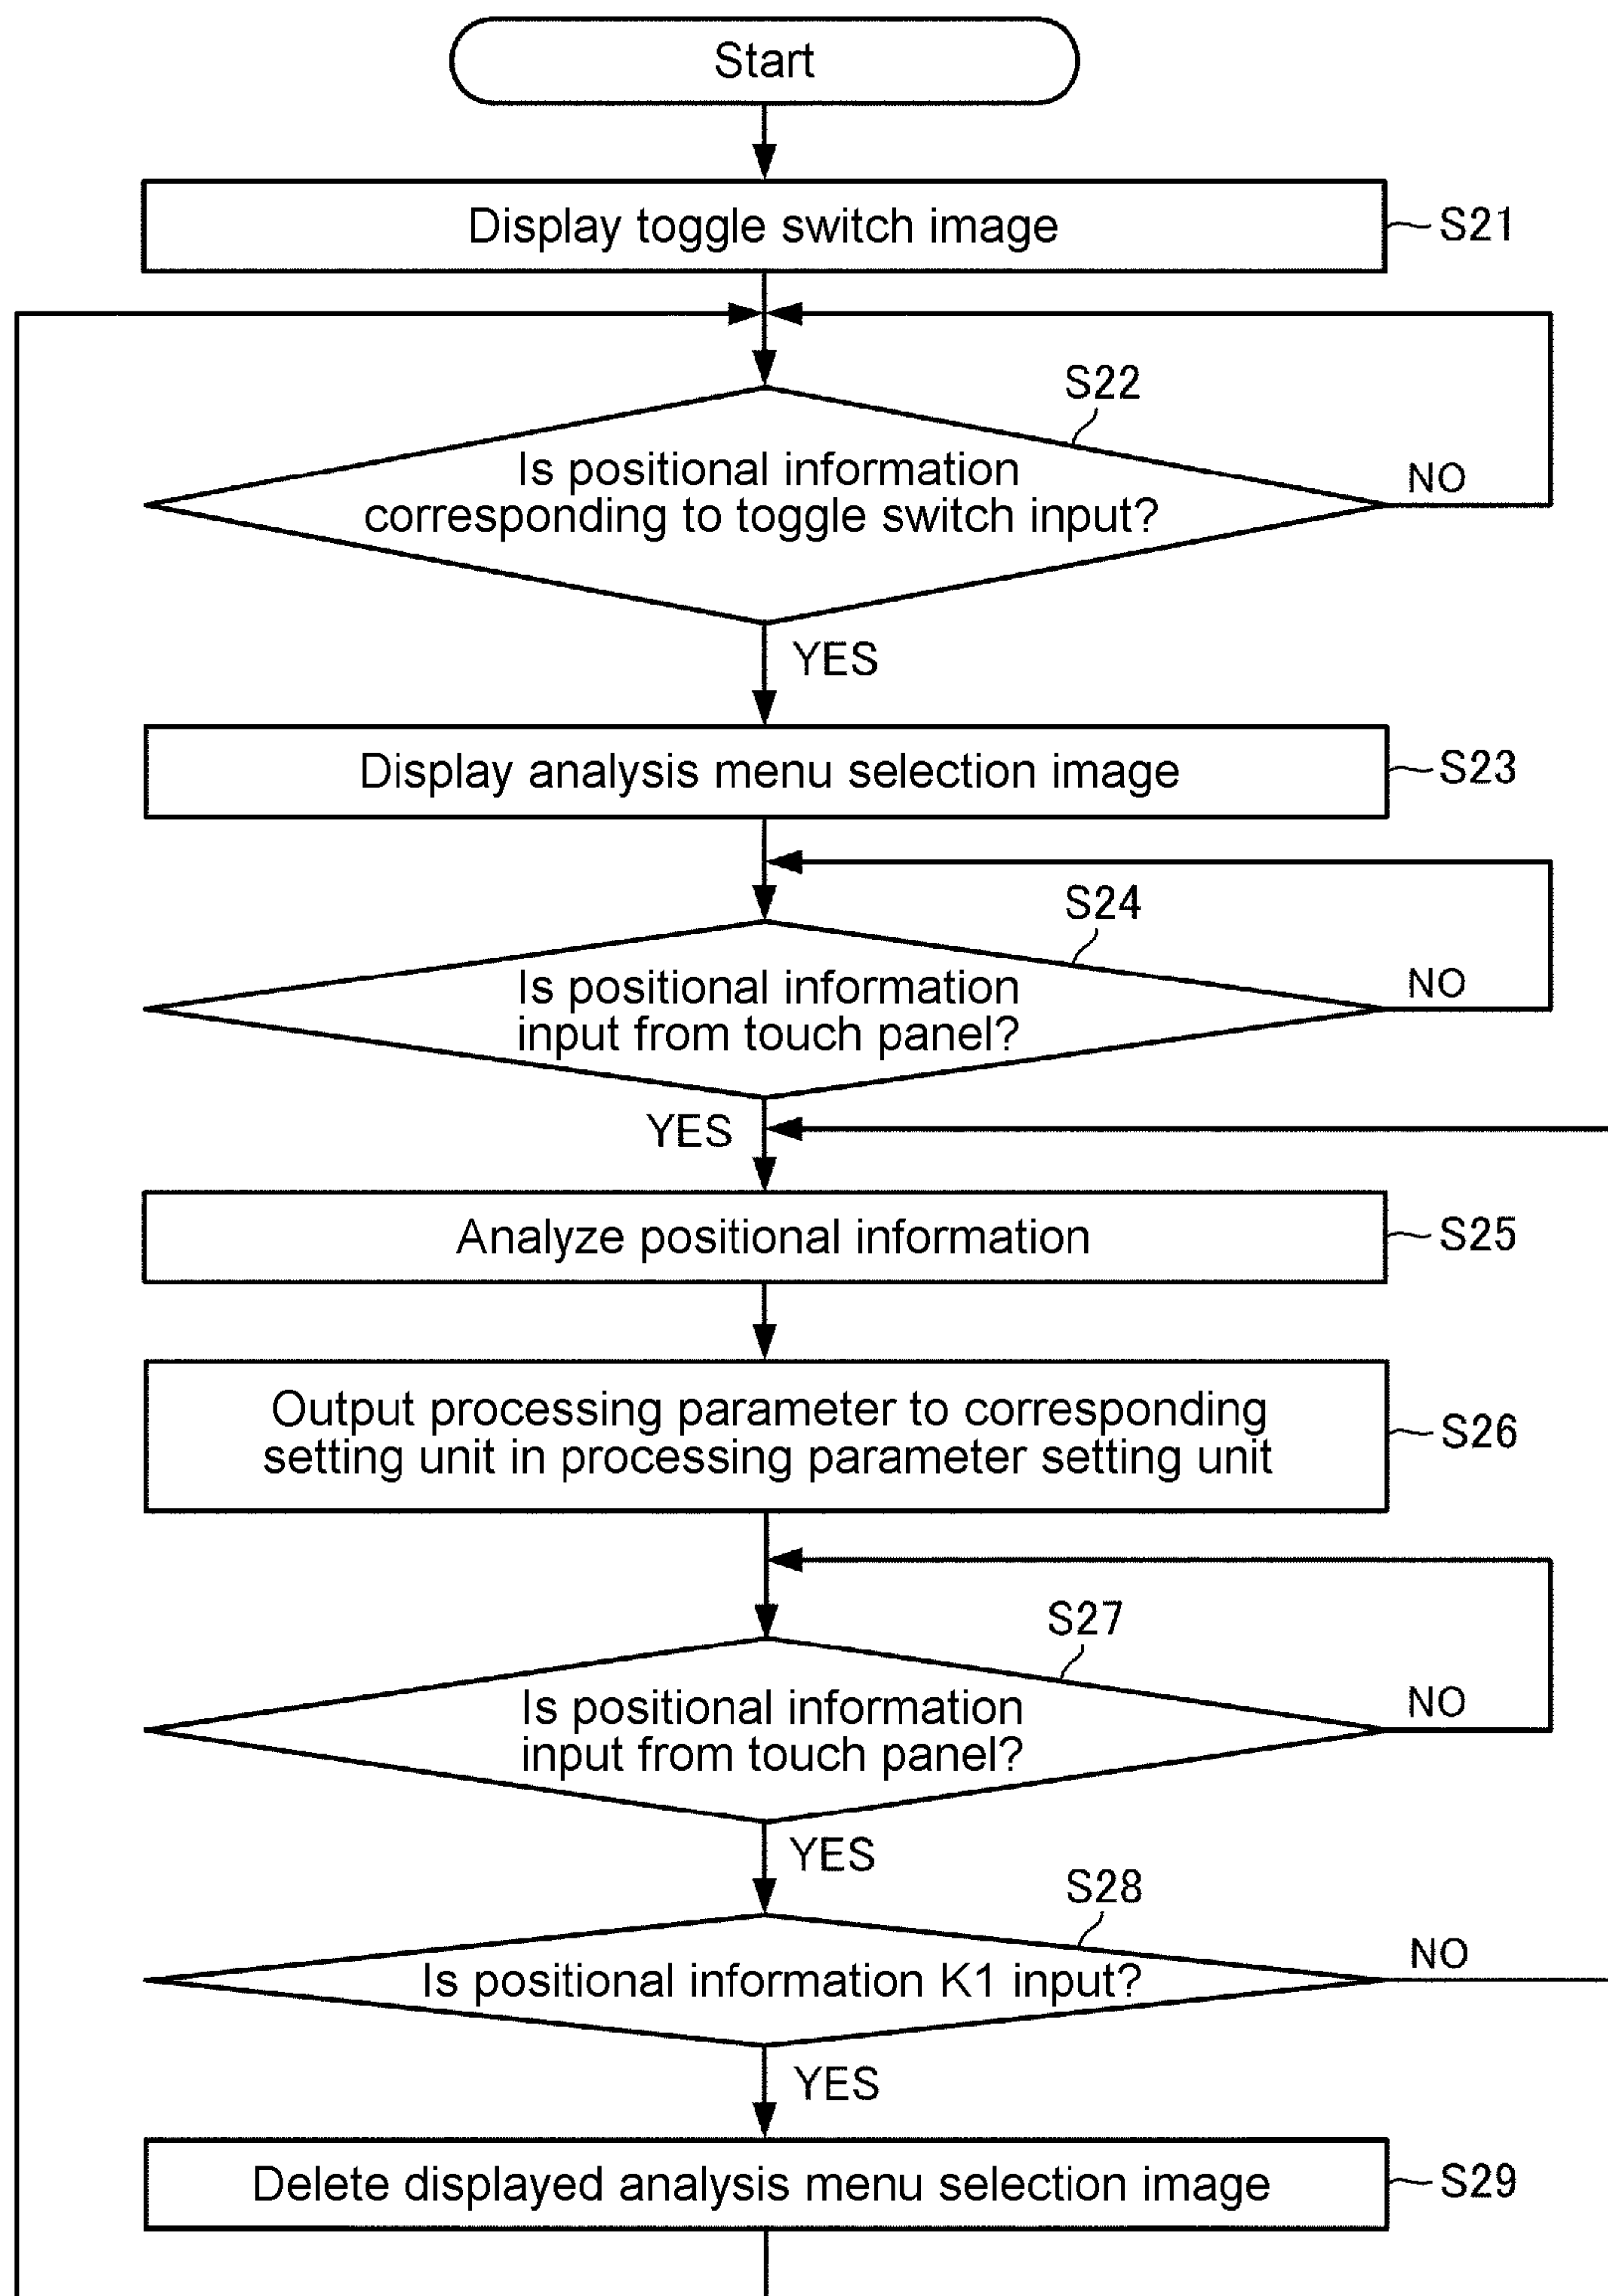 Start
Display toggle switch image
S21
S22
Is positional information
corresponding to toggle switch input?
NO
YES
Display analysis menu selection image
S23
S24
Is positional information
input from touch panel?
NO
YES
Analyze positional information
S25
Output processing parameter to corresponding
setting unit in processing parameter setting unit
S26
S27
Is positional information
input from touch panel?
NO
YES
S28
Is positional information K1 input?
NO
YES
Delete displayed analysis menu selection image
S29